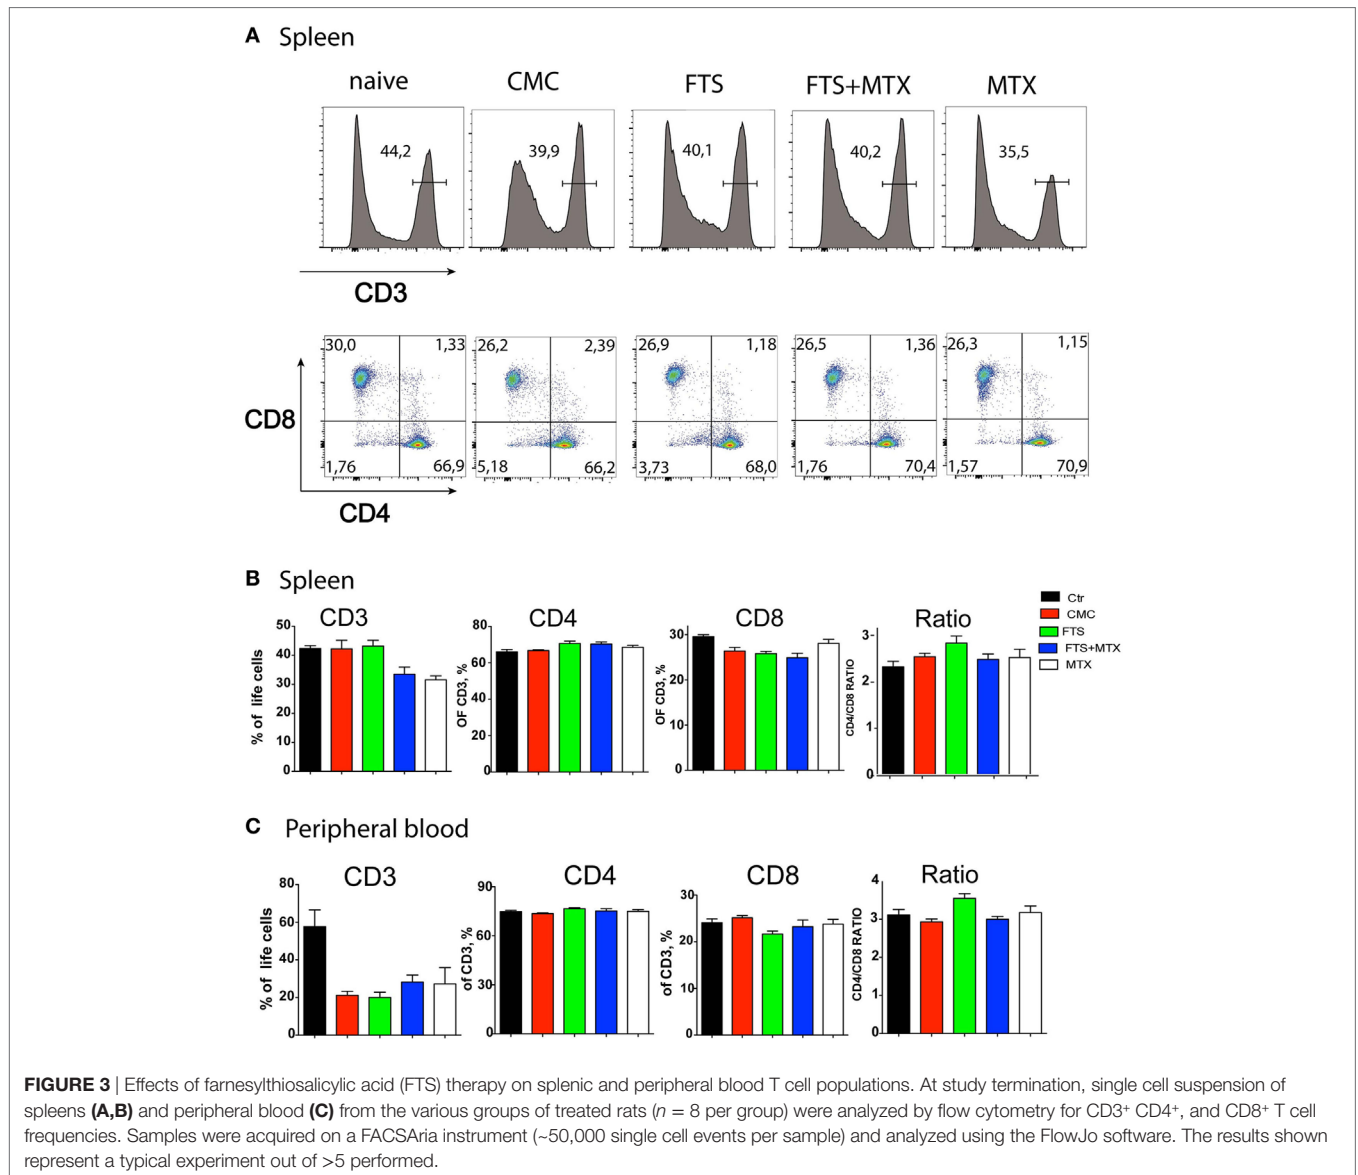 A Spleen
naive CMC FTS FTS+MTX MTX
44,2 39,9 40,1 40,2 35,5
CD3
30,0 1,33 26,2 2,39 26,9 1,18 26,5 1,36 26,3 1,15
CD8
1,76 66,9 5,18 66,2 3,73 68,0 1,76 70,4 1,57 70,9
CD4
B Spleen
CD3 CD4 CD8 Ratio
% of life cells
50
40
30
20
10
0
OF CD3, %
80
60
40
20
0
OF CD3, %
30
20
10
0
CD4/CD8 RATIO
3
2
1
0
Ctr
CMC
FTS
FTS+MTX
MTX
C Peripheral blood
CD3 CD4 CD8 Ratio
% of life cells
80
60
40
20
0
of CD3, %
90
60
30
0
of CD3, %
30
20
10
0
CD4/CD8 RATIO
4
3
2
1
0
FIGURE 3 | Effects of farnesylthiosalicylic acid (FTS) therapy on splenic and peripheral blood T cell populations. At study termination, single cell suspension of
spleens (A,B) and peripheral blood (C) from the various groups of treated rats (n = 8 per group) were analyzed by flow cytometry for CD3+ CD4+, and CD8+ T cell
frequencies. Samples were acquired on a FACSAria instrument (~50,000 single cell events per sample) and analyzed using the FlowJo software. The results shown
represent a typical experiment out of >5 performed.